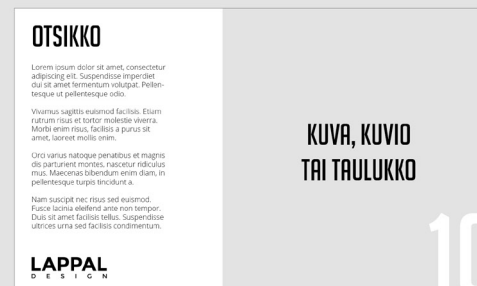 OTSIKKO
Lorem ipsum dolor sit amet, consectetur
adipiscing elit. Suspendisse imperdiet
dui sit amet fermentum volutpat. Pellen-
tesque ut pellentesque odio.
Vivamus sagittis euismod facilisis. Etiam
rutrum risus et tortor molestie viverra.
Morbi enim risus, facilisis a purus sit
amet, laoreet mollis enim.
Orci varius natoque penatibus et magnis
dis parturient montes, nascetur ridiculus
mus. Maecenas bibendum enim diam, in
pellentesque turpis tincidunt a.
Nam suscipit nec risus sed euismod.
Fusce lacinia eleifend ante non tempor.
Duis sit amet facilisis tellus. Suspendisse
ultrices urna sed facilisis condimentum.
LAPPAL
DESIGN
KUVA, KUVIO
TAI TAULUKKO